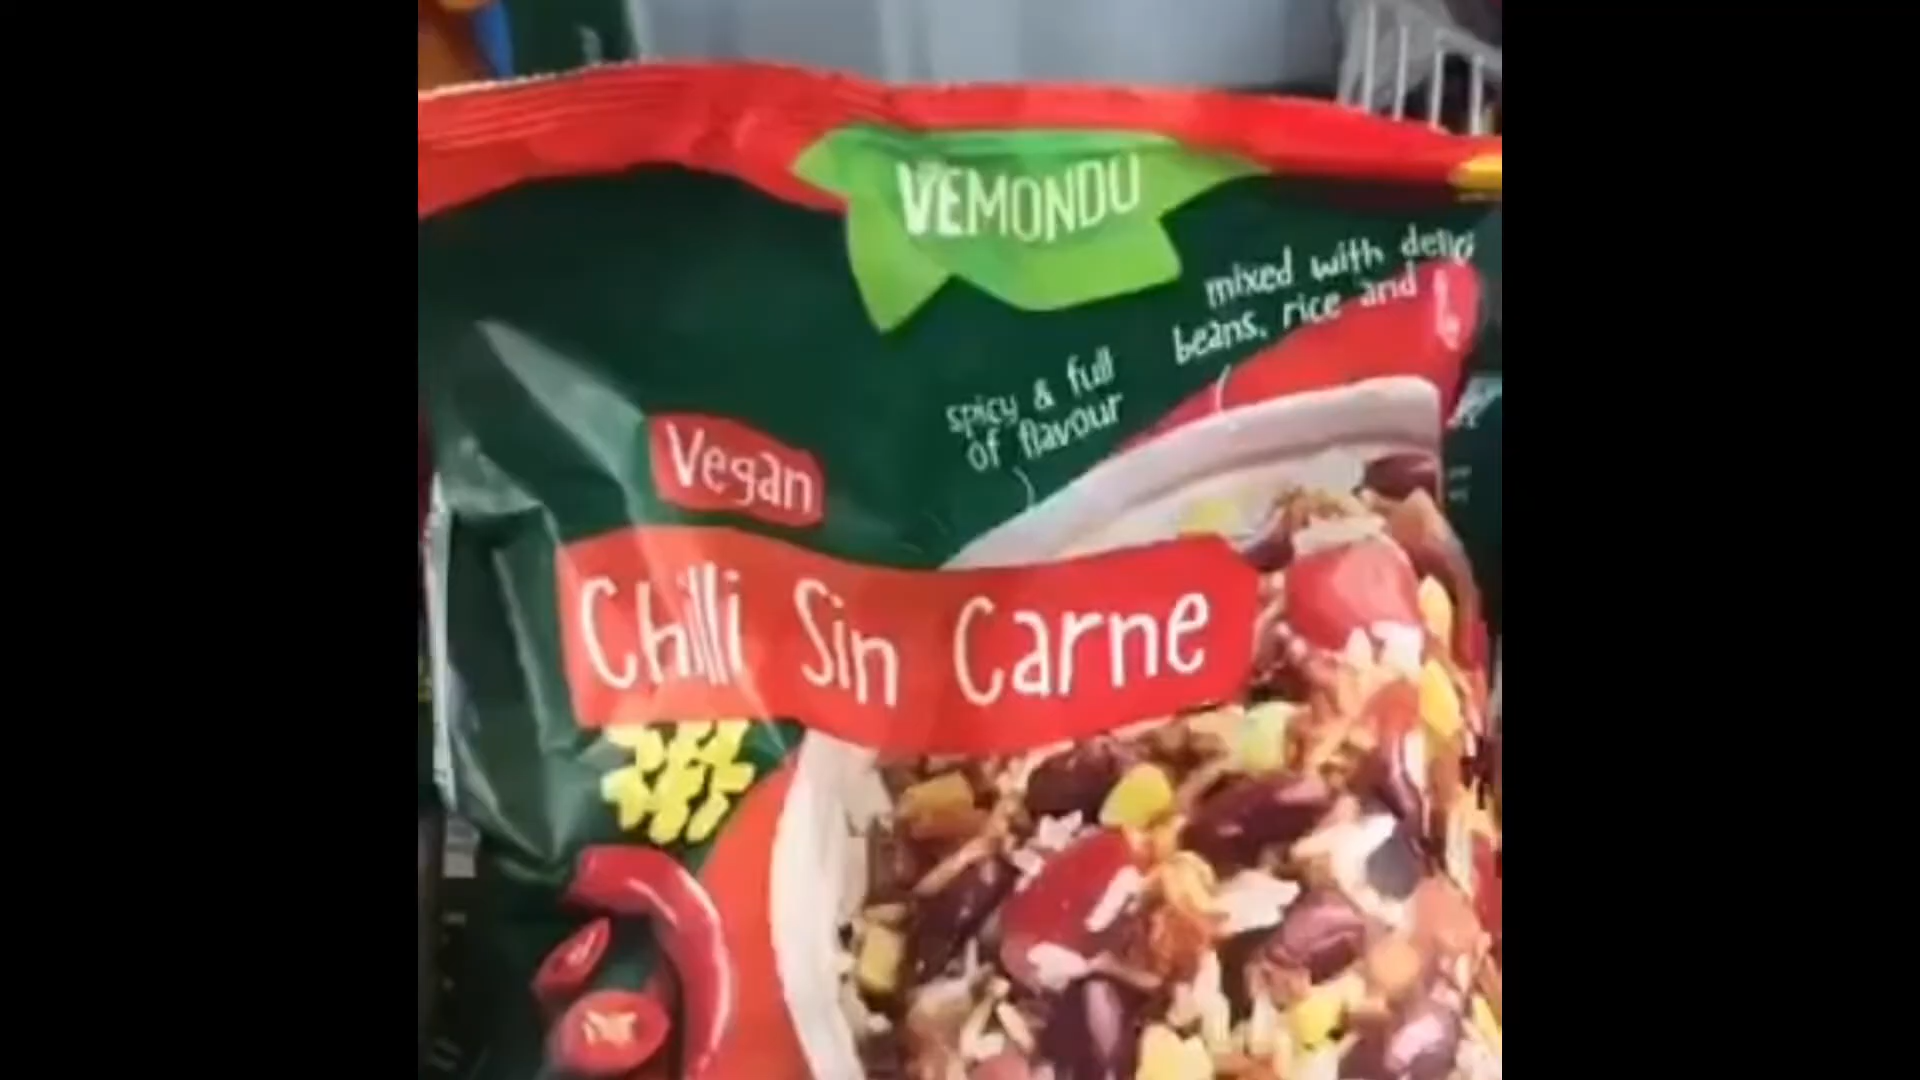 VEMONDU
mixed with
beans, rice and
spicy & full
of flavour
Vegan
Chilli Sin Carne